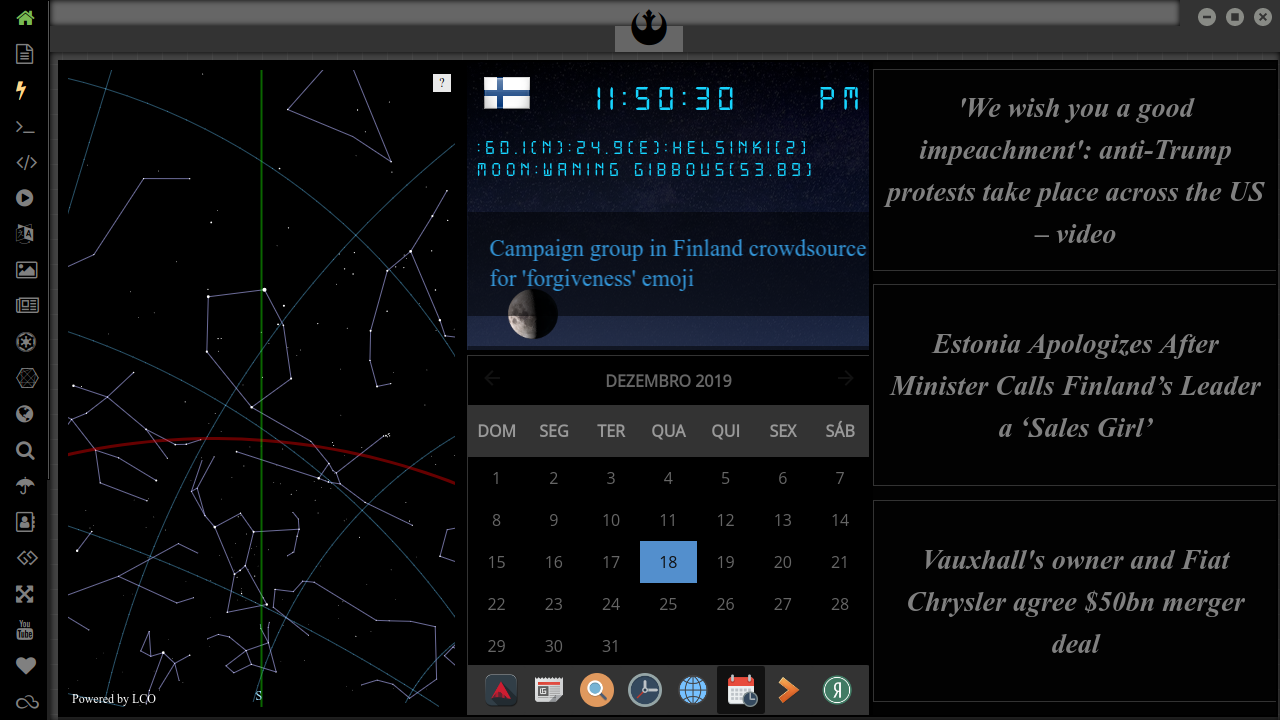 ?
11:50:30 PM
:60.1(N):24.9(E):HELSINKI(2)
MOON:WANING GIBBOUS(53.89)
Campaign group in Finland crowdsource
for 'forgiveness' emoji
DEZEMBRO 2019
DOM SEG TER QUA QUI SEX SÁB
1 2 3 4 5 6 7
8 9 10 11 12 13 14
15 16 17 18 19 20 21
22 23 24 25 26 27 28
29 30 31
'We wish you a good
impeachment': anti-Trump
protests take place across the US
– video
Estonia Apologizes After
Minister Calls Finland’s Leader
a ‘Sales Girl’
Vauxhall's owner and Fiat
Chrysler agree $50bn merger
deal
Powered by LCO
S
You
Tube
Я